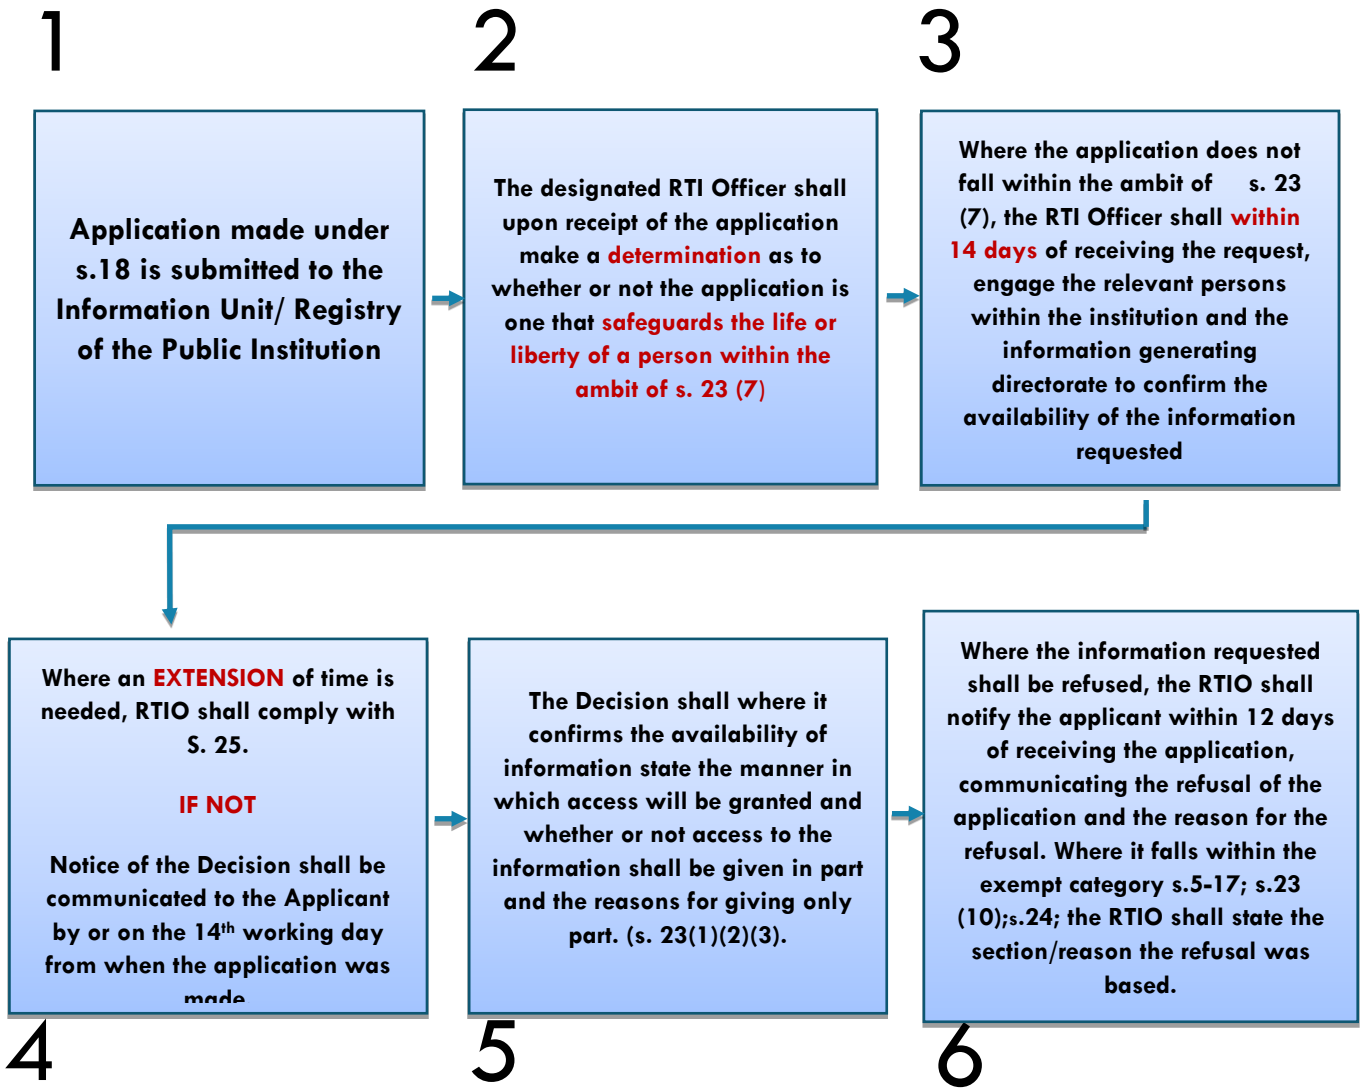 1
2
3
Application made under
s.18 is submitted to the
Information Unit/ Registry
of the Public Institution
The designated RTI Officer shall
upon receipt of the application
make a determination as to
whether or not the application is
one that safeguards the life or
liberty of a person within the
ambit of s. 23 (7)
Where the application does not
fall within the ambit of s. 23
(7), the RTI Officer shall within
14 days of receiving the request,
engage the relevant persons
within the institution and the
information generating
directorate to confirm the
availability of the information
requested
Where an EXTENSION of time is
needed, RTIO shall comply with
S. 25.
IF NOT
Notice of the Decision shall be
communicated to the Applicant
by or on the 14th working day
from when the application was
made
The Decision shall where it
confirms the availability of
information state the manner in
which access will be granted and
whether or not access to the
information shall be given in part
and the reasons for giving only
part. (s. 23(1)(2)(3).
Where the information requested
shall be refused, the RTIO shall
notify the applicant within 12 days
of receiving the application,
communicating the refusal of the
application and the reason for the
refusal. Where it falls within the
exempt category s.5-17; s.23
(10);s.24; the RTIO shall state the
section/reason the refusal was
based.
4
5
6